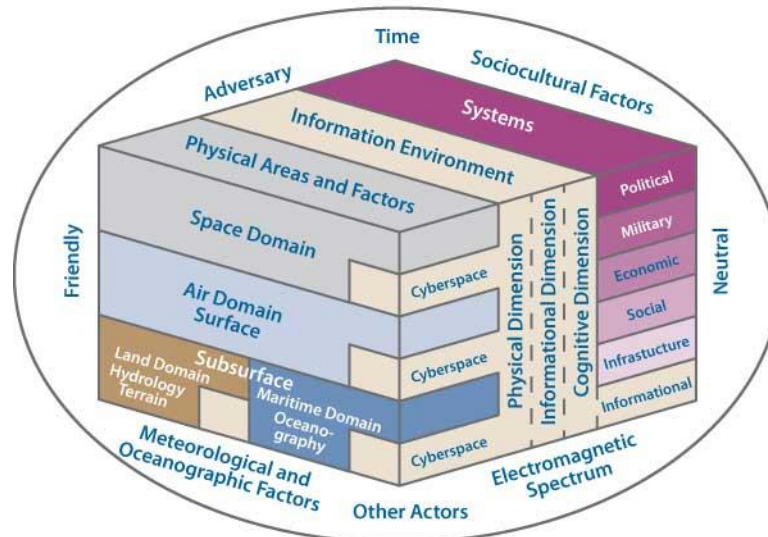 Time
Adversary
Sociocultural Factors
Systems
Information Environment
Physical Areas and Factors
Space Domain
Air Domain
Surface
Subsurface
Land Domain
Hydrology
Terrain
Maritime Domain
Oceano-
graphy
Cyberspace
Cyberspace
Cyberspace
Physical Dimension
Informational Dimension
Cognitive Dimension
Political
Military
Economic
Social
Infrastucture
Informational
Friendly
Neutral
Meteorological and
Oceanographic Factors
Other Actors
Electromagnetic
Spectrum